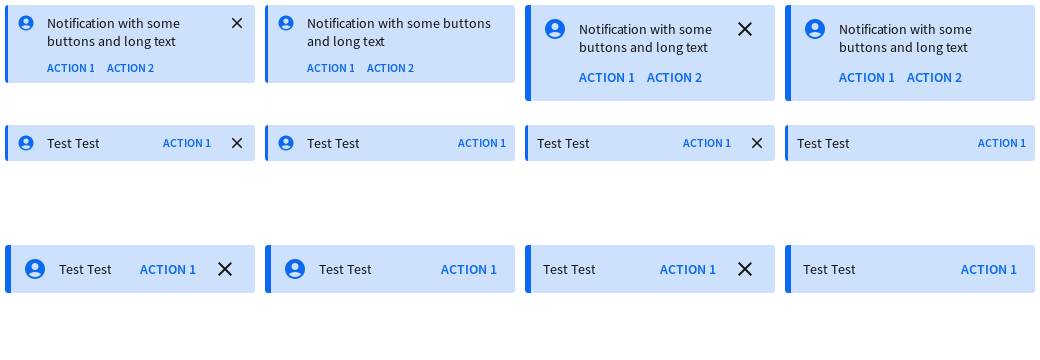 Notification with some
buttons and long text
ACTION 1 ACTION 2
Notification with some buttons
and long text
ACTION 1 ACTION 2
Notification with some
buttons and long text
ACTION 1 ACTION 2
Notification with some
buttons and long text
ACTION 1 ACTION 2
Test Test ACTION 1
Test Test ACTION 1
Test Test ACTION 1
Test Test ACTION 1
Test Test ACTION 1
Test Test ACTION 1
Test Test ACTION 1
Test Test ACTION 1